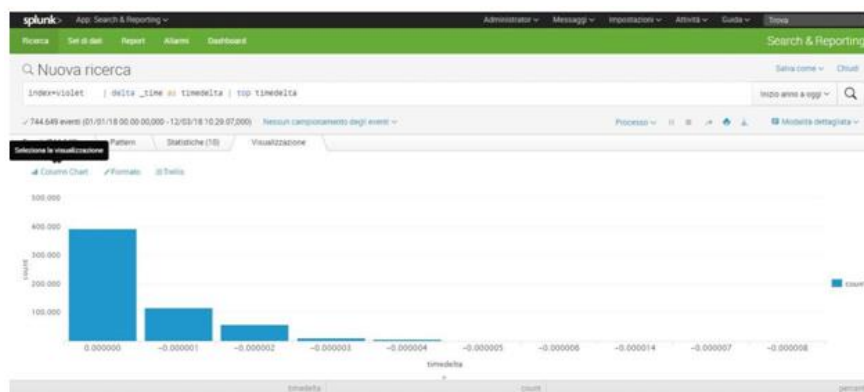 splunk> App: Search & Reporting Administrator Messaggi Impostazioni Attività Guida Trova
Ricerca Set di dati Report Allarmi Dashboard Search & Reporting
Nuova ricerca Salva come Chiudi
index=violet | delta _time as timedelta | top timedelta Inizio anno a oggi
744.649 eventi (01/01/18 00:00:00,000 - 12/03/18 10:29:07,000) Nessun campionamento degli eventi Processo Modalità dettagliata
Pattern Statistiche (10) Visualizzazione
Seleziona la visualizzazione
Column Chart Formato Trellis
500.000
400.000
300.000
200.000
100.000
count
count
0.000000 -0.000001 -0.000002 -0.000003 -0.000004 -0.000005 -0.000006 -0.000014 -0.000007 -0.000008
timedelta
timedelta count percent